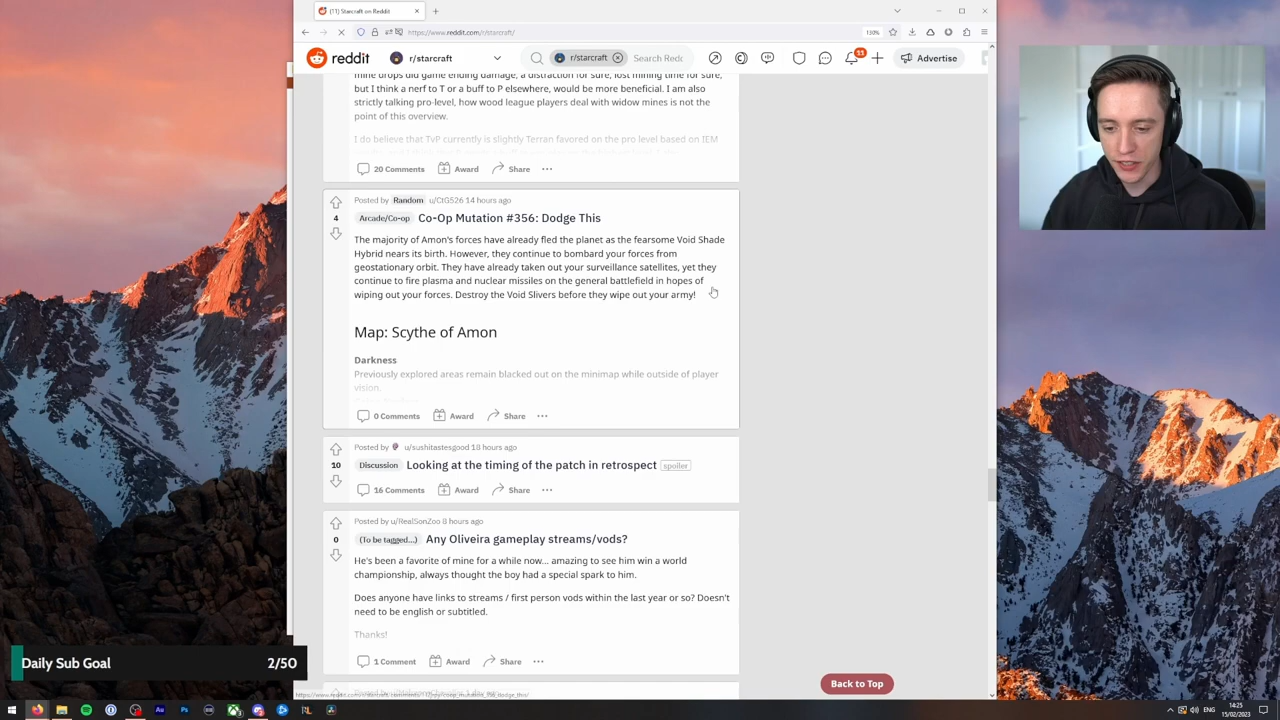 (11) Starcraft on Reddit
https://www.reddit.com/r/starcraft/
130%
reddit
r/starcraft
r/starcraft
Search Redd
11
Advertise
mine drops did game ending damage, a distraction for sure, lost mining time for sure,
but I think a nerf to T or a buff to P elsewhere, would be more beneficial. I am also
strictly talking pro-level, how wood league players deal with widow mines is not the
point of this overview.
I do believe that TvP currently is slightly Terran favored on the pro level based on IEM
20 Comments Award Share
Posted by Random u/CtG526 14 hours ago
4
Arcade/Co-op Co-Op Mutation #356: Dodge This
The majority of Amon's forces have already fled the planet as the fearsome Void Shade
Hybrid nears its birth. However, they continue to bombard your forces from
geostationary orbit. They have already taken out your surveillance satellites, yet they
continue to fire plasma and nuclear missiles on the general battlefield in hopes of
wiping out your forces. Destroy the Void Slivers before they wipe out your army!
Map: Scythe of Amon
Darkness
Previously explored areas remain blacked out on the minimap while outside of player
vision.
0 Comments Award Share
Posted by u/sushitastesgood 18 hours ago
10
Discussion Looking at the timing of the patch in retrospect spoiler
16 Comments Award Share
Posted by u/RealSonZoo 8 hours ago
0
(To be tagged...) Any Oliveira gameplay streams/vods?
He's been a favorite of mine for a while now... amazing to see him win a world
championship, always thought the boy had a special spark to him.
Does anyone have links to streams / first person vods within the last year or so? Doesn't
need to be english or subtitled.
Thanks!
1 Comment Award Share
Back to Top
Daily Sub Goal 2/50
ENG
14:25
15/02/2023